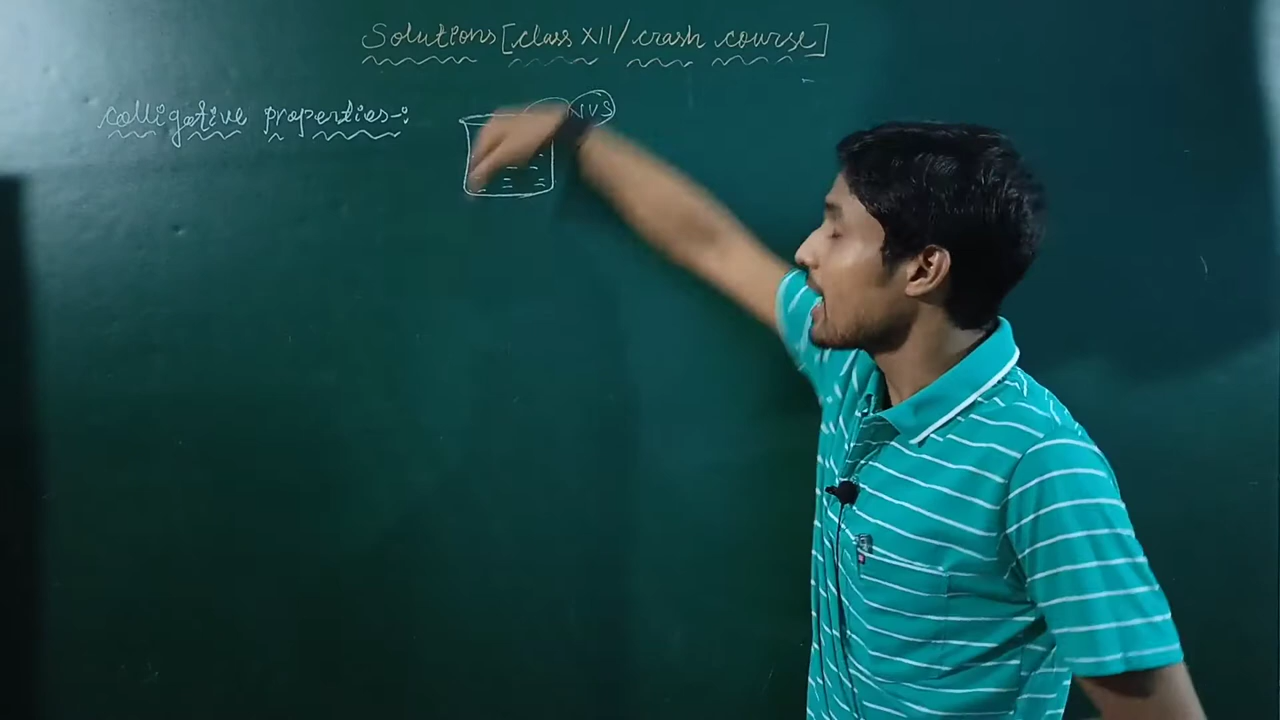 Solutions [class XII / crash course]
colligative properties-:
NVS